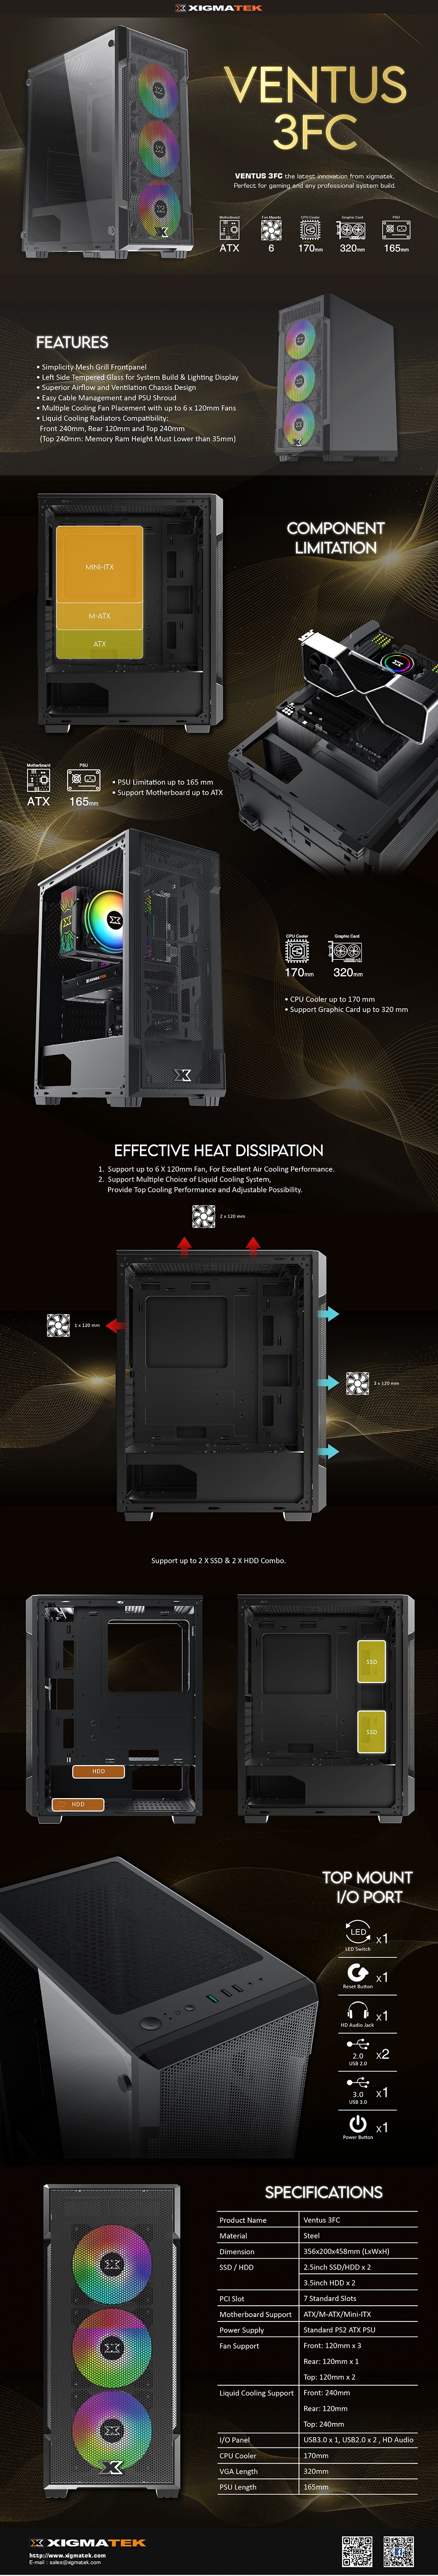 XIGMATEK
VENTUS
3FC
VENTUS 3FC the latest innovation from xigmatek.
Perfect for gaming and any professional system build.
Motherboard Fan Mounts CPU Cooler Graphic Card PSU
ATX 6 170mm 320mm 165mm
FEATURES
• Simplicity Mesh Grill Frontpanel
• Left Side Tempered Glass for System Build & Lighting Display
• Superior Airflow and Ventilation Chassis Design
• Easy Cable Management and PSU Shroud
• Multiple Cooling Fan Placement with up to 6 x 120mm Fans
• Liquid Cooling Radiators Compatibility:
Front 240mm, Rear 120mm and Top 240mm
(Top 240mm: Memory Ram Height Must Lower than 35mm)
COMPONENT
LIMITATION
MINI-ITX
M-ATX
ATX
Motherboard PSU
ATX 165mm
• PSU Limitation up to 165 mm
• Support Motherboard up to ATX
XIGMATEK
CPU Cooler Graphic Card
170mm 320mm
• CPU Cooler up to 170 mm
• Support Graphic Card up to 320 mm
EFFECTIVE HEAT DISSIPATION
1. Support up to 6 X 120mm Fan, For Excellent Air Cooling Performance.
2. Support Multiple Choice of Liquid Cooling System,
Provide Top Cooling Performance and Adjustable Possibility.
2 x 120 mm
1 x 120 mm
3 x 120 mm
Support up to 2 X SSD & 2 X HDD Combo.
SSD
SSD
HDD
HDD
TOP MOUNT
I/O PORT
LED x1
LED Switch
x1
Reset Button
x1
HD Audio Jack
2.0 x2
USB 2.0
3.0 x1
USB 3.0
x1
Power Button
SPECIFICATIONS
Product Name Ventus 3FC
Material Steel
Dimension 356x200x458mm (LxWxH)
SSD / HDD 2.5inch SSD/HDD x 2
3.5inch HDD x 2
PCI Slot 7 Standard Slots
Motherboard Support ATX/M-ATX/Mini-ITX
Power Supply Standard PS2 ATX PSU
Fan Support Front: 120mm x 3
Rear: 120mm x 1
Top: 120mm x 2
Liquid Cooling Support Front: 240mm
Rear: 120mm
Top: 240mm
I/O Panel USB3.0 x 1, USB2.0 x 2 , HD Audio
CPU Cooler 170mm
VGA Length 320mm
PSU Length 165mm
XIGMATEK
http://www.xigmatek.com
E-mail : sales@xigmatek.com